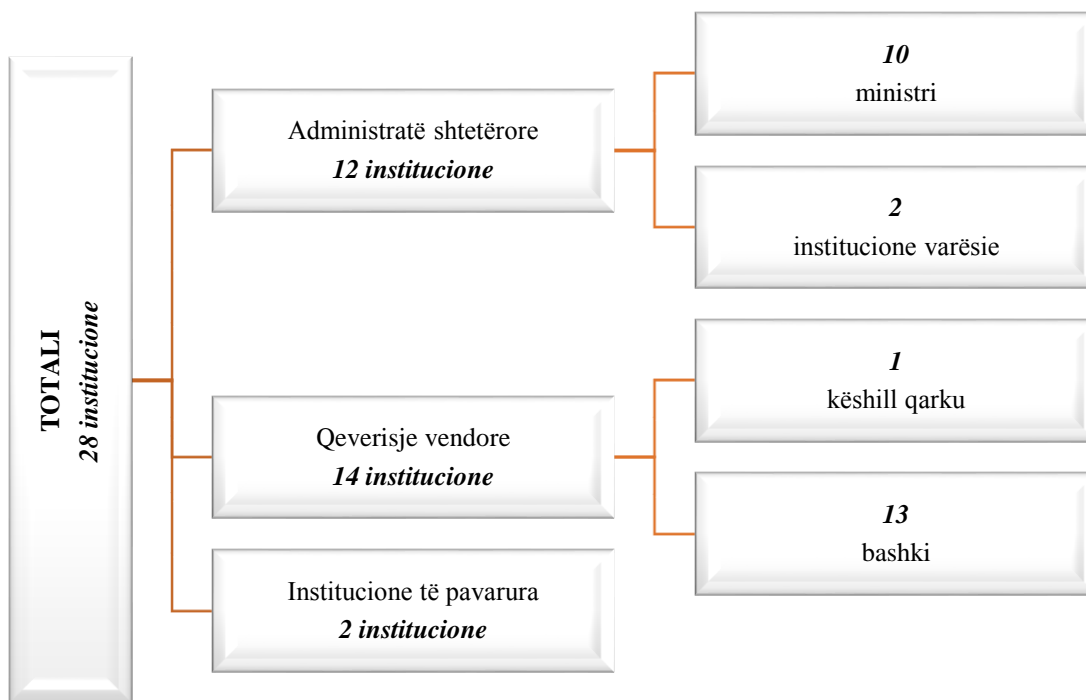 TOTALI
28 institucione
Administratë shtetërore
12 institucione
10
ministri
2
institucione varësie
Qeverisje vendore
14 institucione
1
këshill qarku
13
bashki
Institucione të pavarura
2 institucione